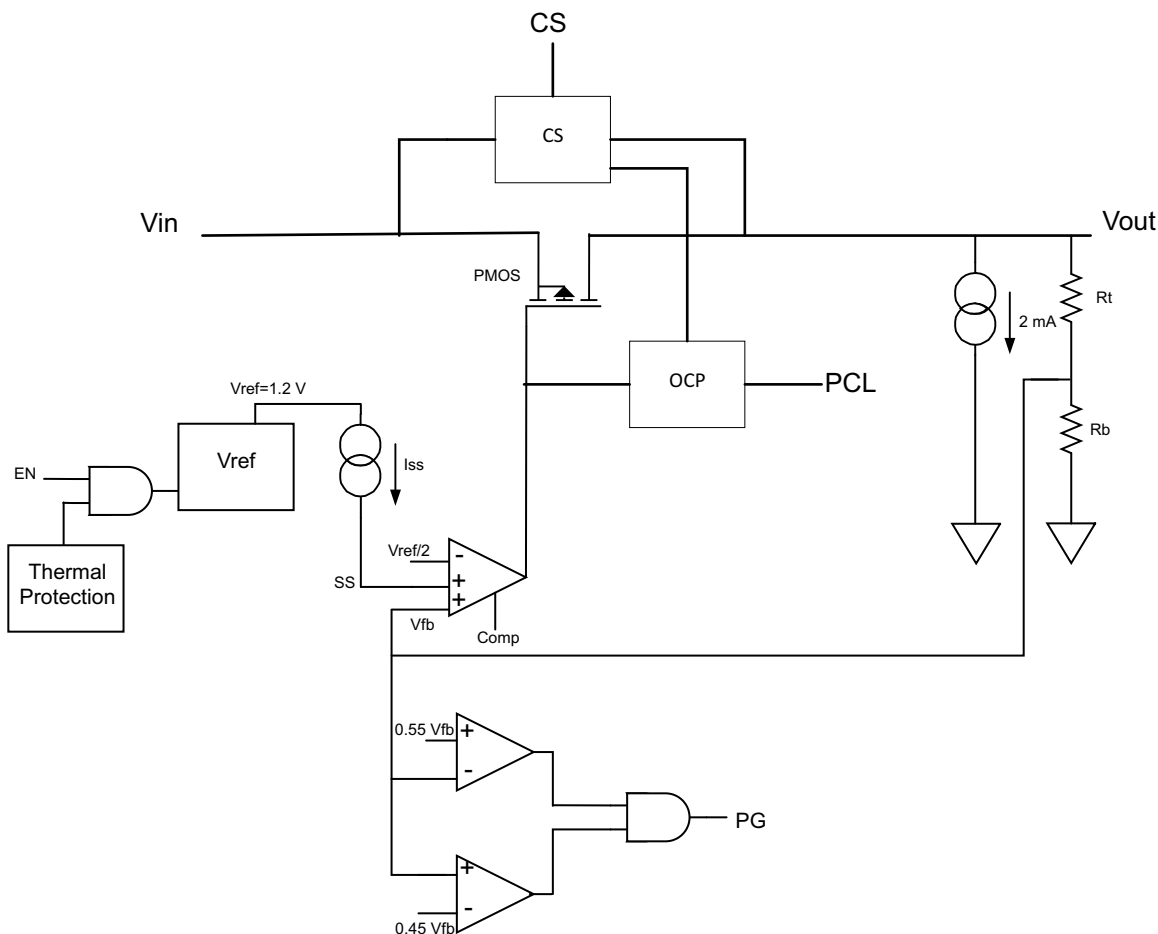 CS
CS
Vin
Vout
PMOS
Rt
2 mA
OCP
PCL
Vref=1.2 V
Rb
Vref
Iss
EN
Vref/2
Thermal
Protection
SS
-
+
+
Vfb
Comp
0.55 Vfb
+
-
PG
+
-
0.45 Vfb